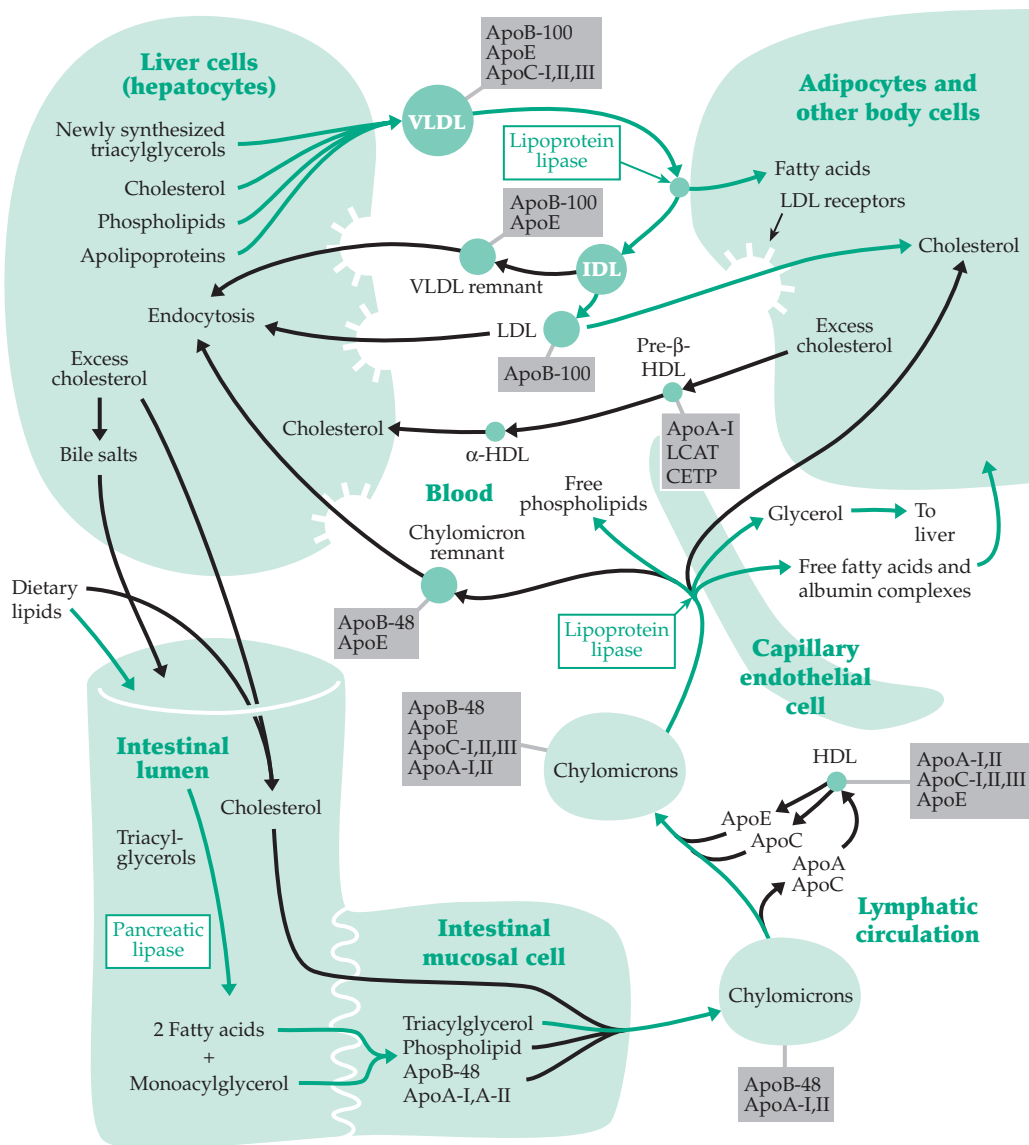 ApoB-100
ApoE
ApoC-I,II,III
Liver cells
(hepatocytes)
Adipocytes and
other body cells
Newly synthesized
triacylglycerols
VLDL
Lipoprotein
lipase
Cholesterol
Fatty acids
ApoB-100
ApoE
LDL receptors
Phospholipids
Apolipoproteins
Cholesterol
IDL
VLDL remnant
Endocytosis
LDL
Excess
cholesterol
Pre-β-
HDL
Excess
cholesterol
ApoB-100
Cholesterol
α-HDL
ApoA-I
LCAT
CETP
Bile salts
Blood
Free
phospholipids
Glycerol
To
liver
Chylomicron
remnant
Free fatty acids and
albumin complexes
Dietary
lipids
ApoB-48
ApoE
Lipoprotein
lipase
Capillary
endothelial
cell
ApoB-48
ApoE
ApoC-I,II,III
ApoA-I,II
Intestinal
lumen
Chylomicrons
HDL
ApoA-I,II
ApoC-I,II,III
ApoE
Cholesterol
ApoE
ApoC
Triacyl-
glycerols
ApoA
ApoC
Lymphatic
circulation
Pancreatic
lipase
Intestinal
mucosal cell
Chylomicrons
2 Fatty acids
+
Monoacylglycerol
Triacylglycerol
Phospholipid
ApoB-48
ApoA-I,A-II
ApoB-48
ApoA-I,II